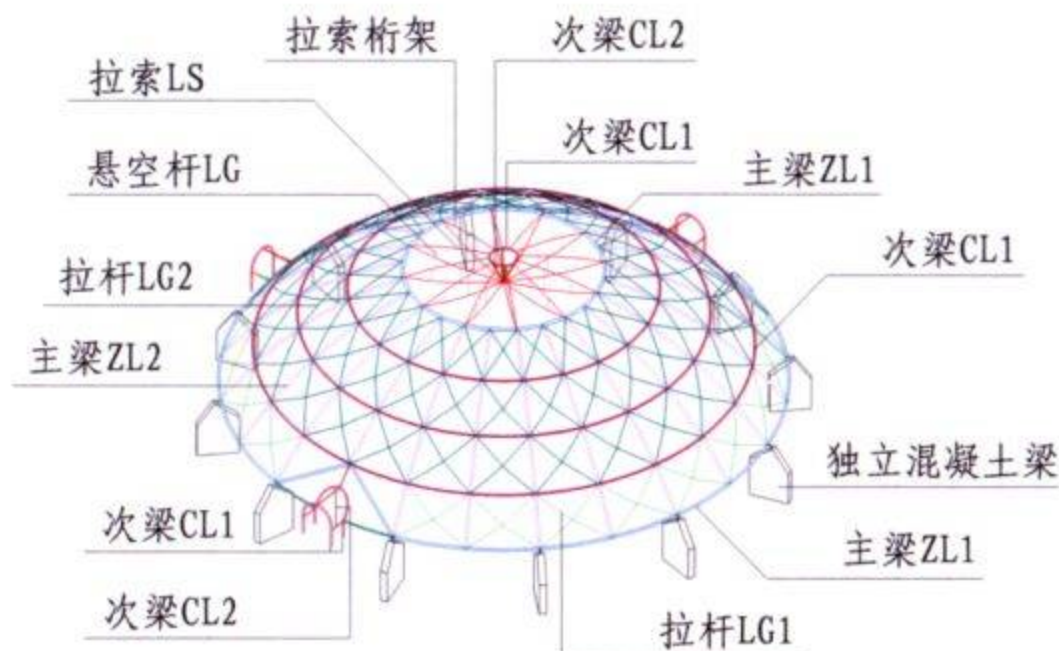 拉索桁架
次梁CL2
拉索LS
次梁CL1
悬空杆LG
主梁ZL1
次梁CL1
拉杆LG2
主梁ZL2
独立混凝土梁
次梁CL1
主梁ZL1
次梁CL2
拉杆LG1